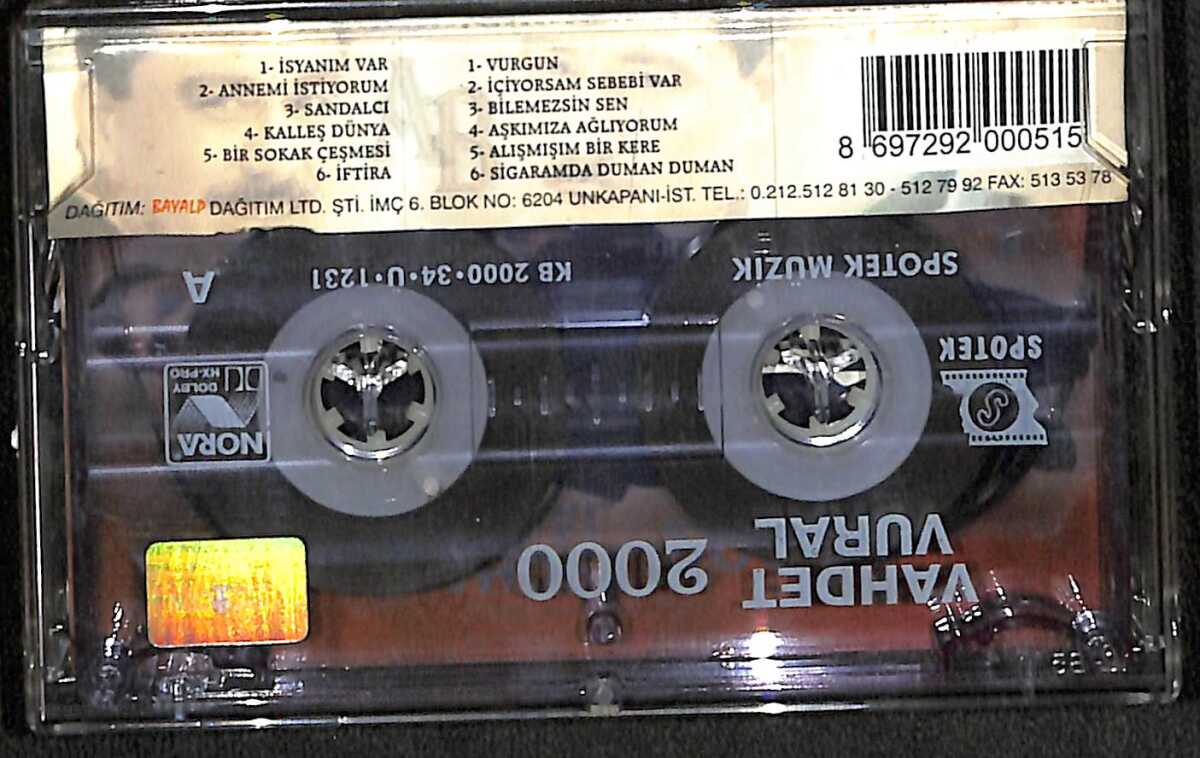 1- İSYANIM VAR
2- ANNEMİ İSTİYORUM
3- SANDALCI
4- KALLEŞ DÜNYA
5- BİR SOKAK ÇEŞMESİ
6- İFTİRA
1- VURGUN
2- İÇİYORSAM SEBEBİ VAR
3- BİLEMEZSİN SEN
4- AŞKIMIZA AĞLIYORUM
5- ALIŞMIŞIM BİR KERE
6- SİGARAMDA DUMAN DUMAN
8 697292 000515
DAĞITIM: BAYALP DAĞITIM LTD. ŞTİ. İMÇ 6. BLOK NO: 6204 UNKAPANI-İST. TEL.: 0.212.512 81 30 - 512 79 92 FAX: 513 53 78
A
KB 2000•34•Ü•1231
SPOTEK MÜZİK
SPOTEK
DOLBY
HX-PRO
NORA
VAHDET
VURAL
2000